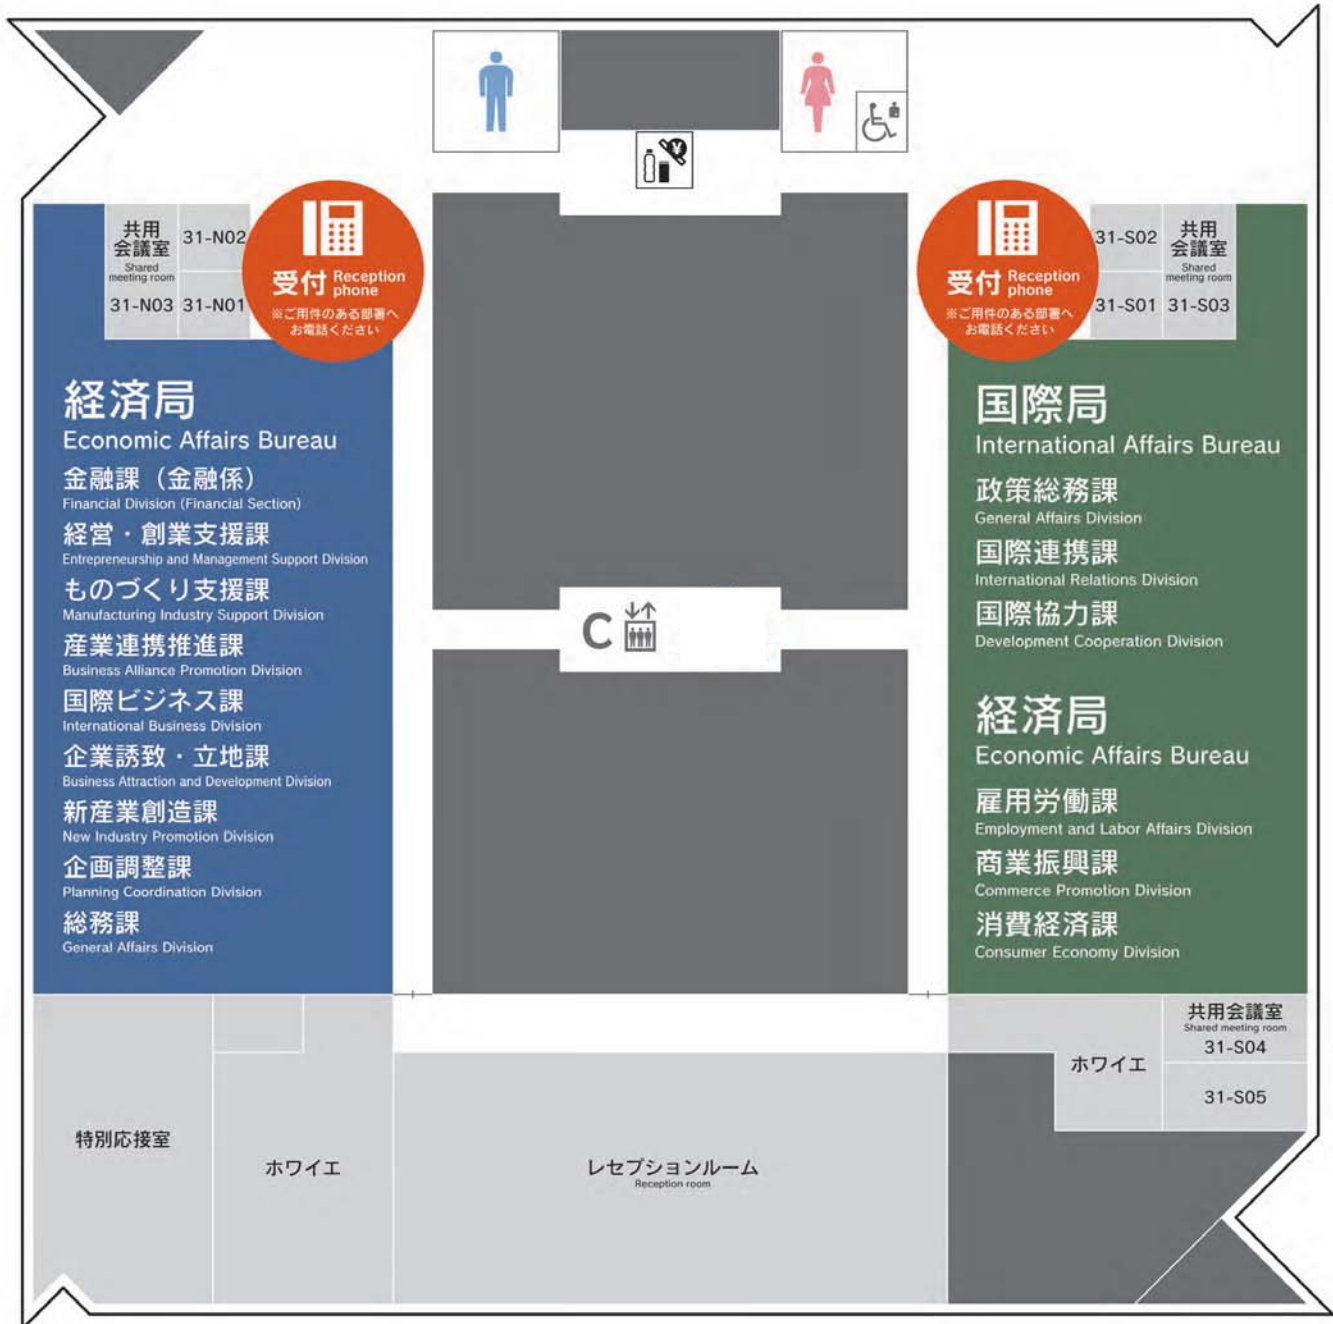 共用
会議室
Shared
meeting room
31-N03
31-N02
31-N01
受付 Reception
phone
※ご用件のある部署へ
お電話ください
¥
受付 Reception
phone
※ご用件のある部署へ
お電話ください
31-S02
31-S01
共用
会議室
Shared
meeting room
31-S03
経済局
Economic Affairs Bureau
金融課(金融係)
Financial Division (Financial Section)
経営・創業支援課
Entrepreneurship and Management Support Division
ものづくり支援課
Manufacturing Industry Support Division
産業連携推進課
Business Alliance Promotion Division
国際ビジネス課
International Business Division
企業誘致・立地課
Business Attraction and Development Division
新産業創造課
New Industry Promotion Division
企画調整課
Planning Coordination Division
総務課
General Affairs Division
C
国際局
International Affairs Bureau
政策総務課
General Affairs Division
国際連携課
International Relations Division
国際協力課
Development Cooperation Division
経済局
Economic Affairs Bureau
雇用労働課
Employment and Labor Affairs Division
商業振興課
Commerce Promotion Division
消費経済課
Consumer Economy Division
特別応接室
ホワイエ
レセプションルーム
Reception room
ホワイエ
共用会議室
Shared meeting room
31-S04
31-S05